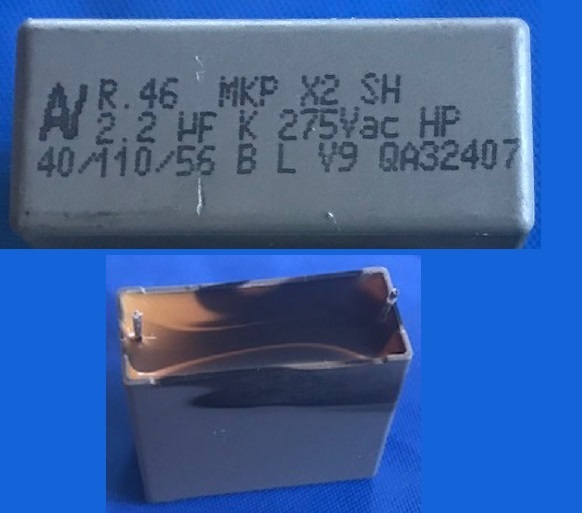 R.46 MKP X2 SH
2.2 µF K 275Vac HP
40/110/56 B L V9 QA32407